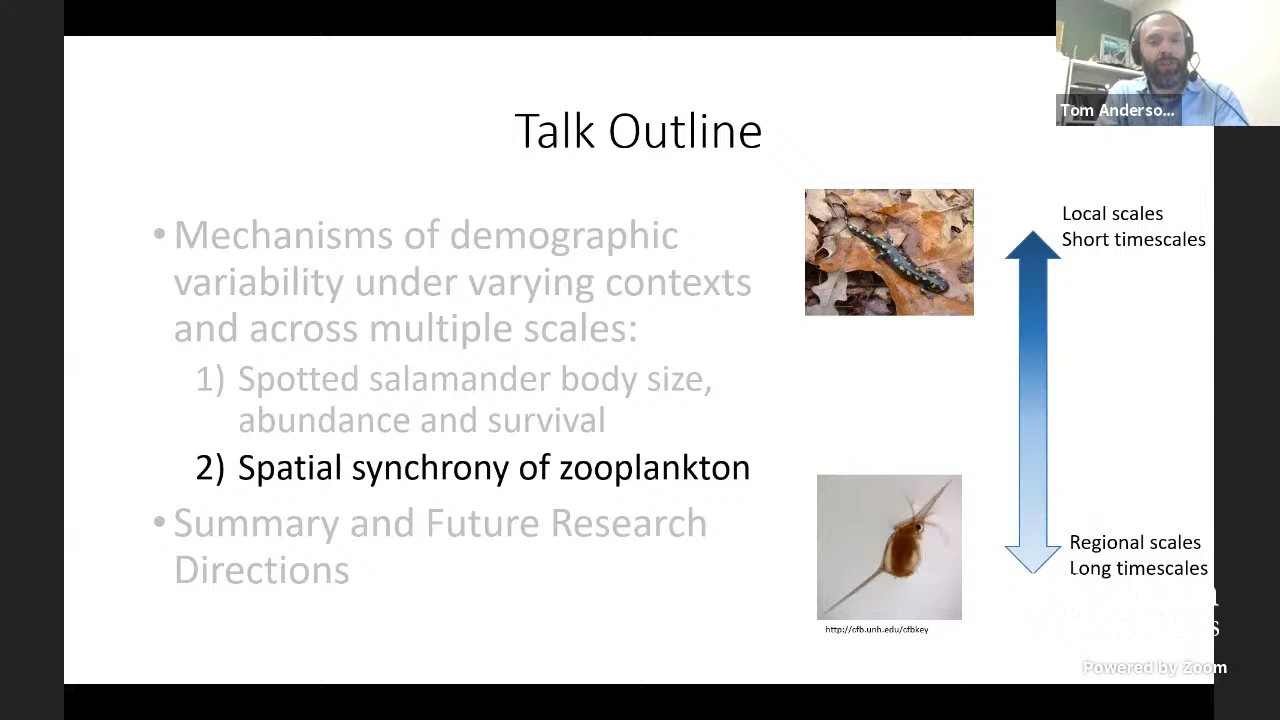 Tom Anderso...
Talk Outline
• Mechanisms of demographic
variability under varying contexts
and across multiple scales:
1) Spotted salamander body size,
abundance and survival
2) Spatial synchrony of zooplankton
• Summary and Future Research
Directions
Local scales
Short timescales
Regional scales
Long timescales
http://cfb.unh.edu/cfbkey
Powered by Zoom